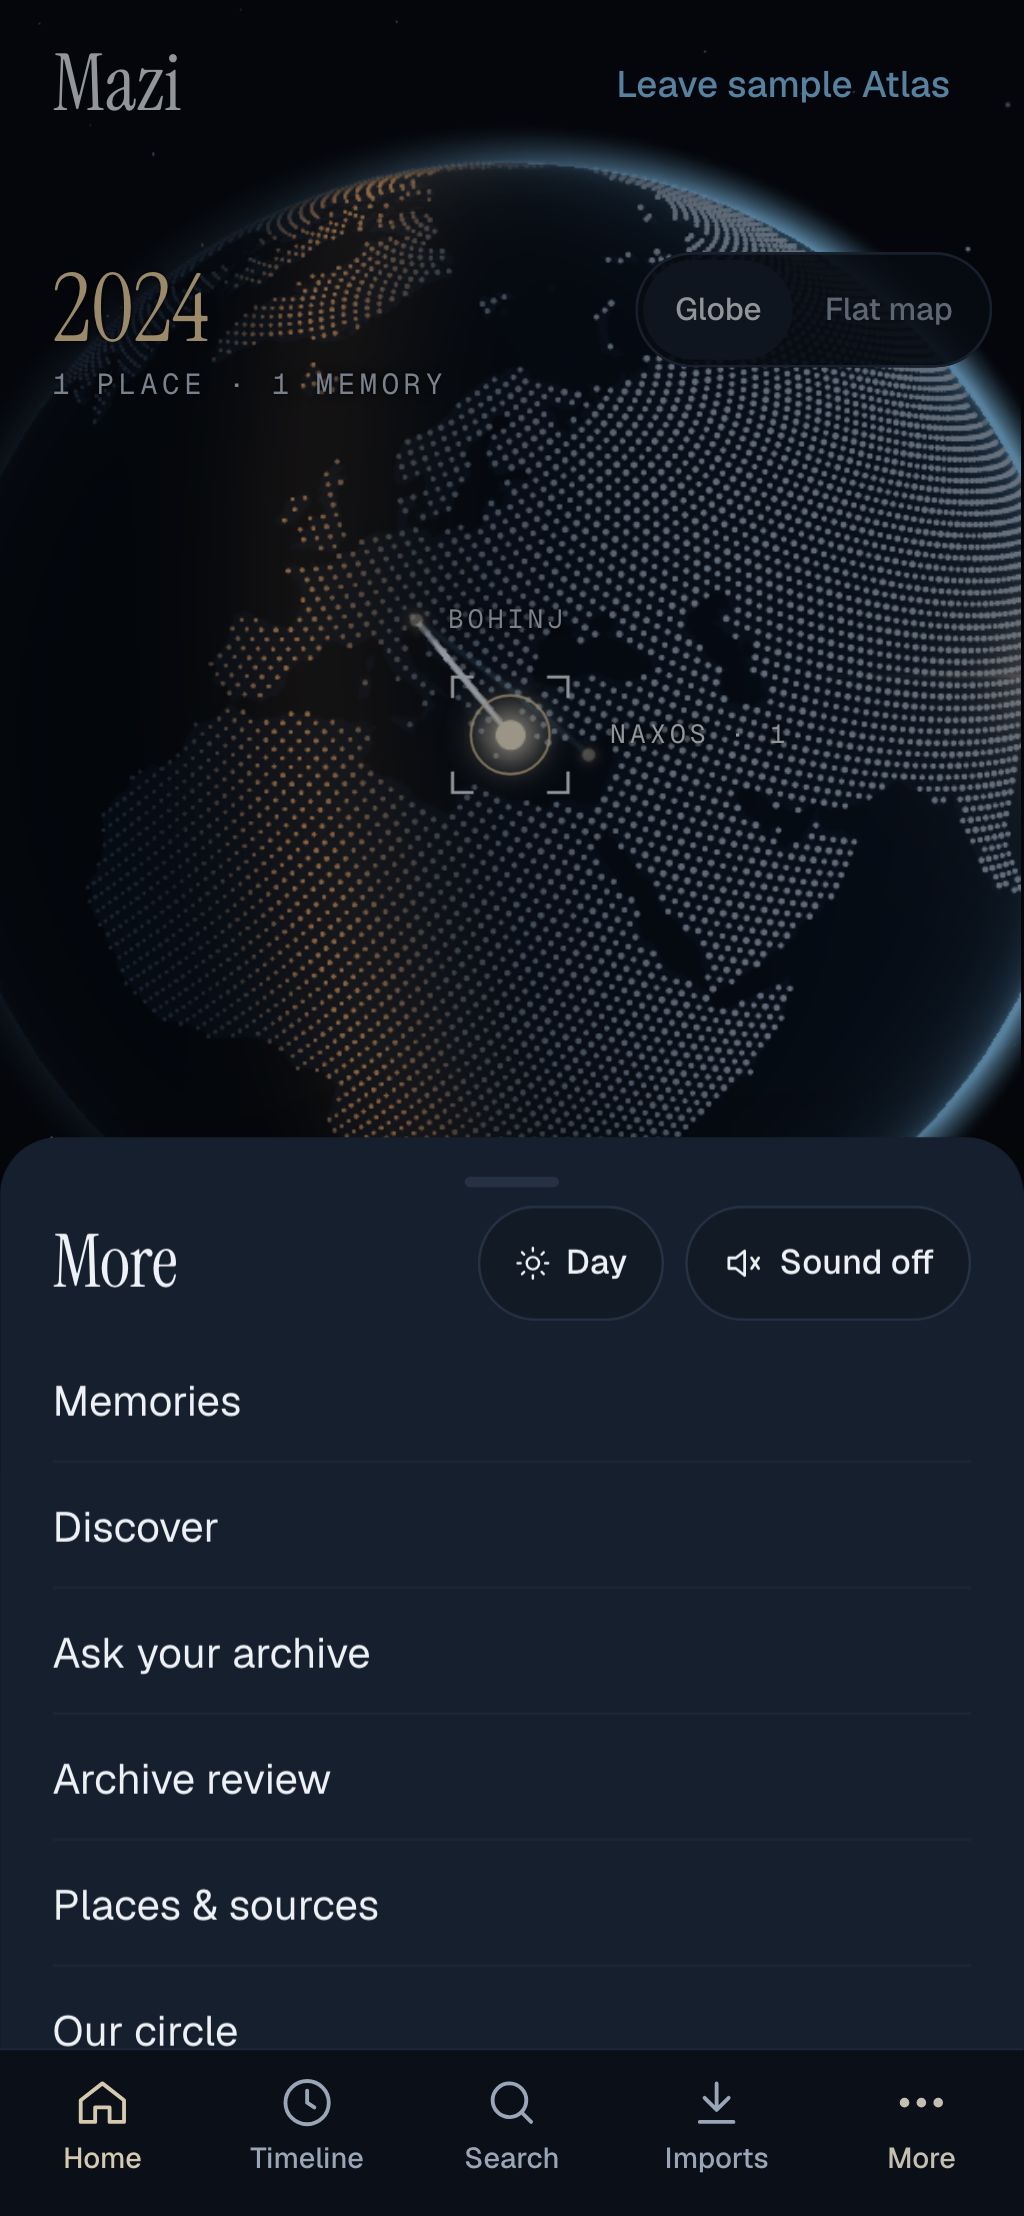 Mazi
Leave sample Atlas
2024
Globe
Flat map
1 PLACE · 1 MEMORY
BOHINJ
NAXOS · 1
More
Day
Sound off
Memories
Discover
Ask your archive
Archive review
Places & sources
Our circle
Home
Timeline
Search
Imports
More